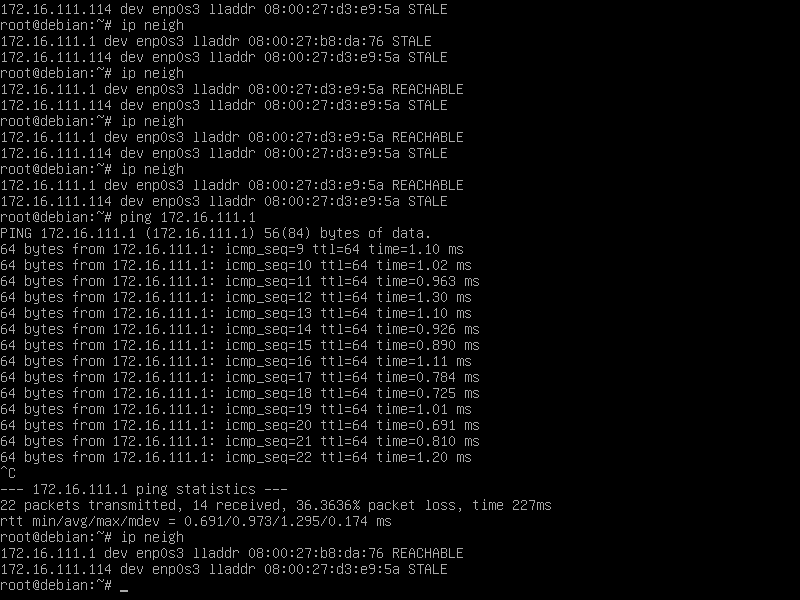 172.16.111.114 dev enp0s3 lladdr 08:00:27:d3:e9:5a STALE
root@debian:~# ip neigh
172.16.111.1 dev enp0s3 lladdr 08:00:27:b8:da:76 STALE
172.16.111.114 dev enp0s3 lladdr 08:00:27:d3:e9:5a STALE
root@debian:~# ip neigh
172.16.111.1 dev enp0s3 lladdr 08:00:27:d3:e9:5a REACHABLE
172.16.111.114 dev enp0s3 lladdr 08:00:27:d3:e9:5a STALE
root@debian:~# ip neigh
172.16.111.1 dev enp0s3 lladdr 08:00:27:d3:e9:5a REACHABLE
172.16.111.114 dev enp0s3 lladdr 08:00:27:d3:e9:5a STALE
root@debian:~# ip neigh
172.16.111.1 dev enp0s3 lladdr 08:00:27:d3:e9:5a REACHABLE
172.16.111.114 dev enp0s3 lladdr 08:00:27:d3:e9:5a STALE
root@debian:~# ping 172.16.111.1
PING 172.16.111.1 (172.16.111.1) 56(84) bytes of data.
64 bytes from 172.16.111.1: icmp_seq=9 ttl=64 time=1.10 ms
64 bytes from 172.16.111.1: icmp_seq=10 ttl=64 time=1.02 ms
64 bytes from 172.16.111.1: icmp_seq=11 ttl=64 time=0.963 ms
64 bytes from 172.16.111.1: icmp_seq=12 ttl=64 time=1.30 ms
64 bytes from 172.16.111.1: icmp_seq=13 ttl=64 time=1.10 ms
64 bytes from 172.16.111.1: icmp_seq=14 ttl=64 time=0.926 ms
64 bytes from 172.16.111.1: icmp_seq=15 ttl=64 time=0.890 ms
64 bytes from 172.16.111.1: icmp_seq=16 ttl=64 time=1.11 ms
64 bytes from 172.16.111.1: icmp_seq=17 ttl=64 time=0.784 ms
64 bytes from 172.16.111.1: icmp_seq=18 ttl=64 time=0.725 ms
64 bytes from 172.16.111.1: icmp_seq=19 ttl=64 time=1.01 ms
64 bytes from 172.16.111.1: icmp_seq=20 ttl=64 time=0.691 ms
64 bytes from 172.16.111.1: icmp_seq=21 ttl=64 time=0.810 ms
64 bytes from 172.16.111.1: icmp_seq=22 ttl=64 time=1.20 ms
^C
--- 172.16.111.1 ping statistics ---
22 packets transmitted, 14 received, 36.3636% packet loss, time 227ms
rtt min/avg/max/mdev = 0.691/0.973/1.295/0.174 ms
root@debian:~# ip neigh
172.16.111.1 dev enp0s3 lladdr 08:00:27:b8:da:76 REACHABLE
172.16.111.114 dev enp0s3 lladdr 08:00:27:d3:e9:5a STALE
root@debian:~# _